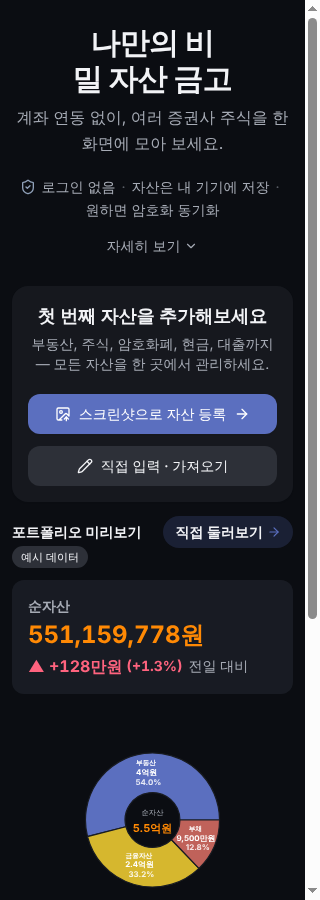 나만의 비
밀 자산 금고
계좌 연동 없이, 여러 증권사 주식을 한
화면에 모아 보세요.
로그인 없음 · 자산은 내 기기에 저장 ·
원하면 암호화 동기화
자세히 보기
첫 번째 자산을 추가해보세요
부동산, 주식, 암호화폐, 현금, 대출까지
— 모든 자산을 한 곳에서 관리하세요.
스크린샷으로 자산 등록 →
직접 입력 · 가져오기
포트폴리오 미리보기
직접 둘러보기 →
예시 데이터
순자산
551,159,778원
▲ +128만원 (+1.3%) 전일 대비
부동산
4억원
54.0%
순자산
5.5억원
부채
9,500만원
12.8%
금융자산
2.4억원
33.2%